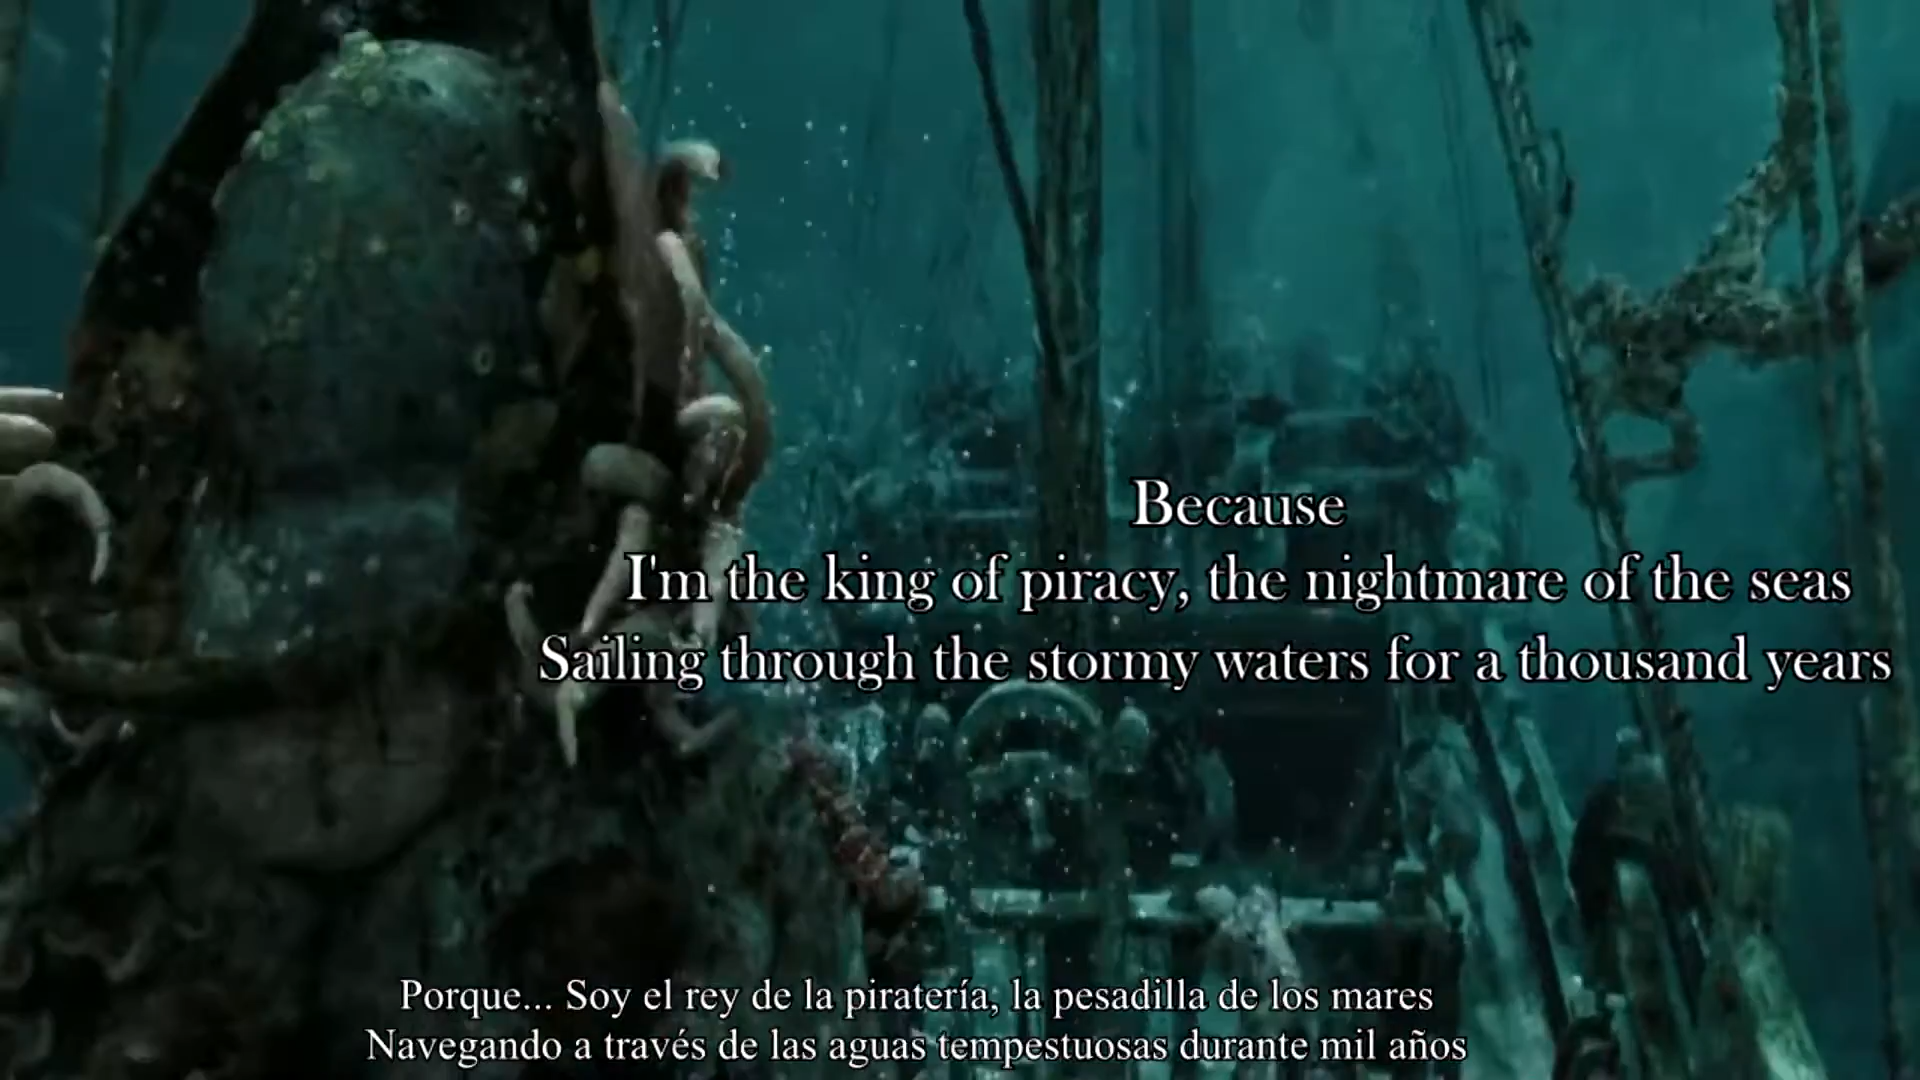 Because
I'm the king of piracy, the nightmare of the seas
Sailing through the stormy waters for a thousand years
Porque... Soy el rey de la piratería, la pesadilla de los mares
Navegando a través de las aguas tempestuosas durante mil años